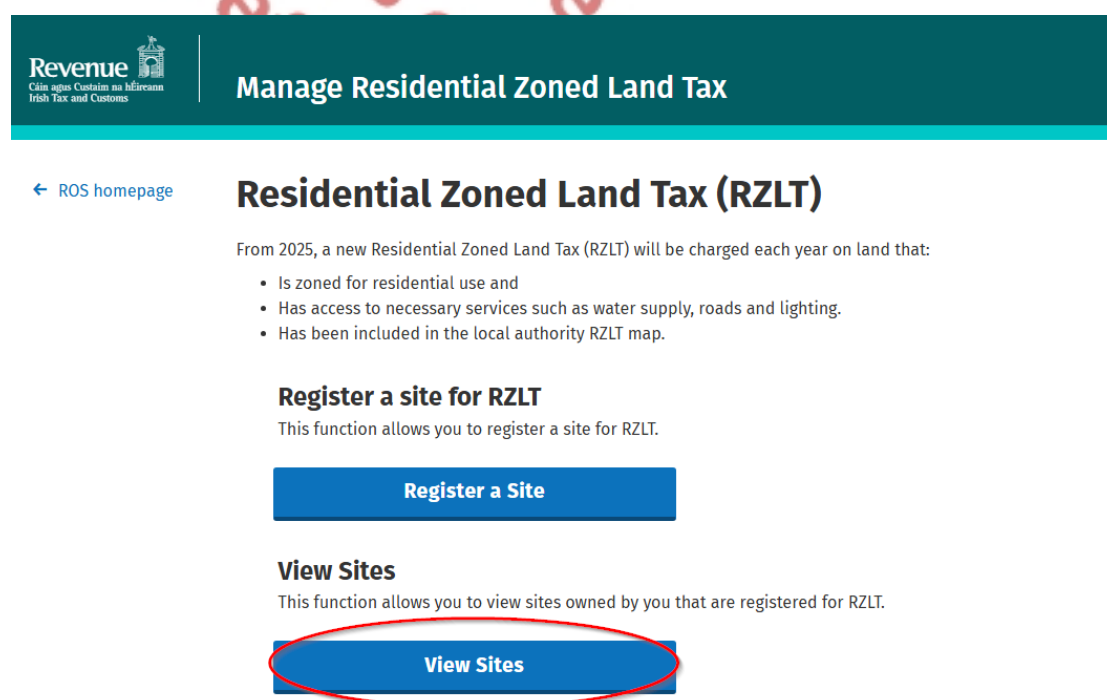 Revenue
Cáin agus Custaim na hÉireann
Irish Tax and Customs
Manage Residential Zoned Land Tax
← ROS homepage
Residential Zoned Land Tax (RZLT)
From 2025, a new Residential Zoned Land Tax (RZLT) will be charged each year on land that:
• Is zoned for residential use and
• Has access to necessary services such as water supply, roads and lighting.
• Has been included in the local authority RZLT map.
Register a site for RZLT
This function allows you to register a site for RZLT.
Register a Site
View Sites
This function allows you to view sites owned by you that are registered for RZLT.
View Sites